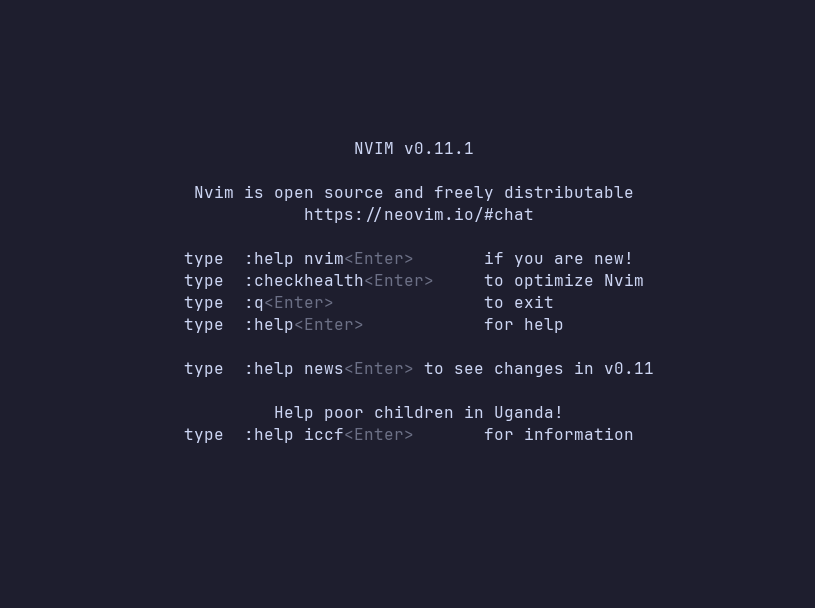 NVIM v0.11.1
Nvim is open source and freely distributable
https://neovim.io/#chat
type  :help nvim<Enter>       if you are new!
type  :checkhealth<Enter>     to optimize Nvim
type  :q<Enter>               to exit
type  :help<Enter>            for help
type  :help news<Enter> to see changes in v0.11
Help poor children in Uganda!
type  :help iccf<Enter>       for information